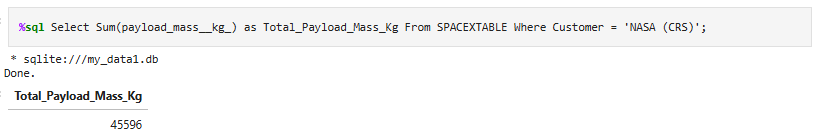 %sql Select Sum(payload_mass__kg_) as Total_Payload_Mass_Kg From SPACEXTABLE Where Customer = 'NASA (CRS)';
* sqlite:///my_data1.db
Done.
Total_Payload_Mass_Kg
45596